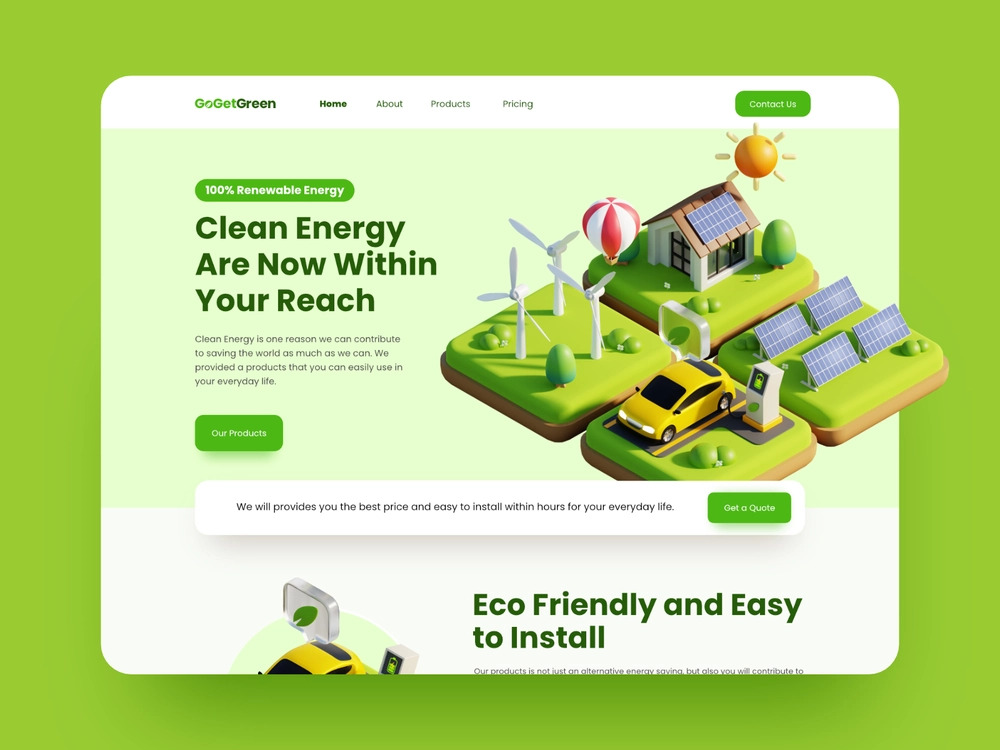 GoGetGreen
Home
About
Products
Pricing
Contact Us
100% Renewable Energy
Clean Energy
Are Now Within
Your Reach
Clean Energy is one reason we can contribute
to saving the world as much as we can. We
provided a products that you can easily use in
your everyday life.
Our Products
We will provides you the best price and easy to install within hours for your everyday life.
Get a Quote
Eco Friendly and Easy
to Install
Our products is not just an alternative energy saving, but also you will contribute to